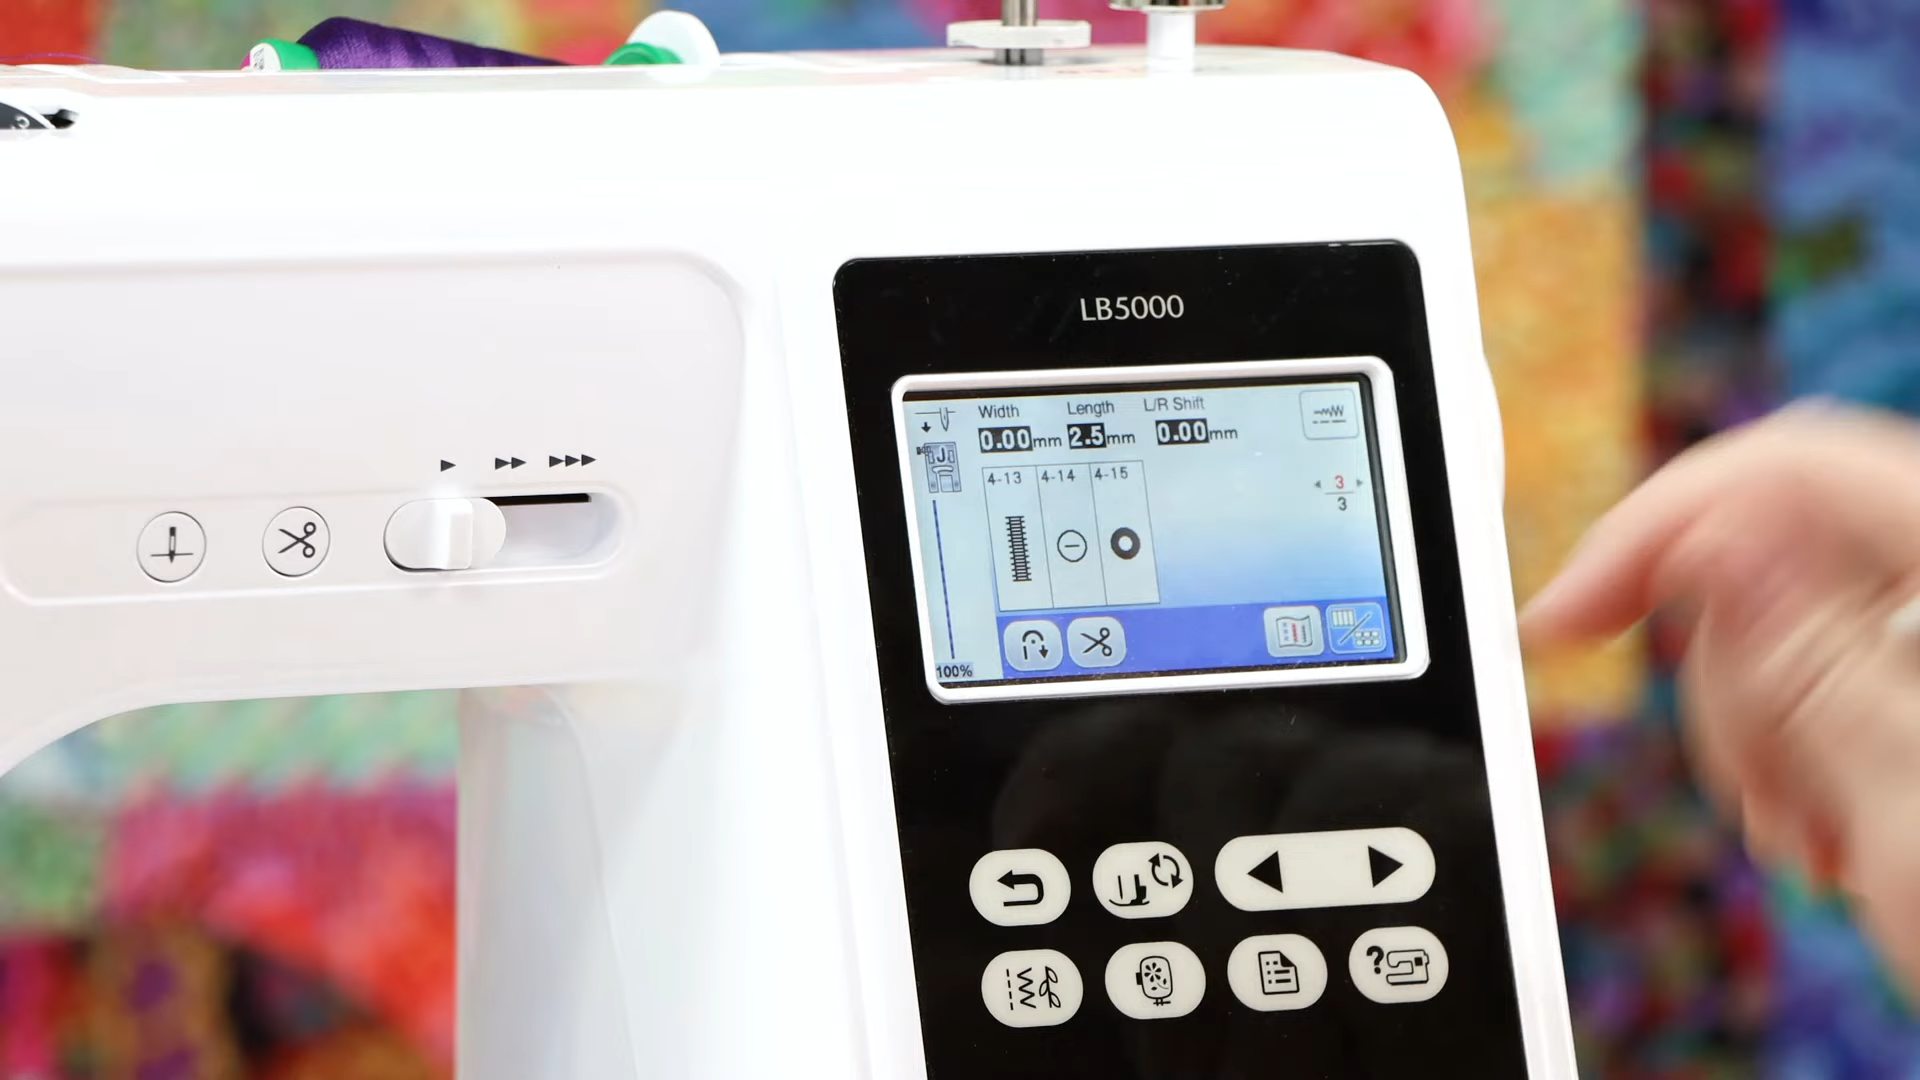 LB5000
Width Length L/R Shift
0.00mm 2.5mm 0.00mm
J
4-13 4-14 4-15
3
3
100%
?